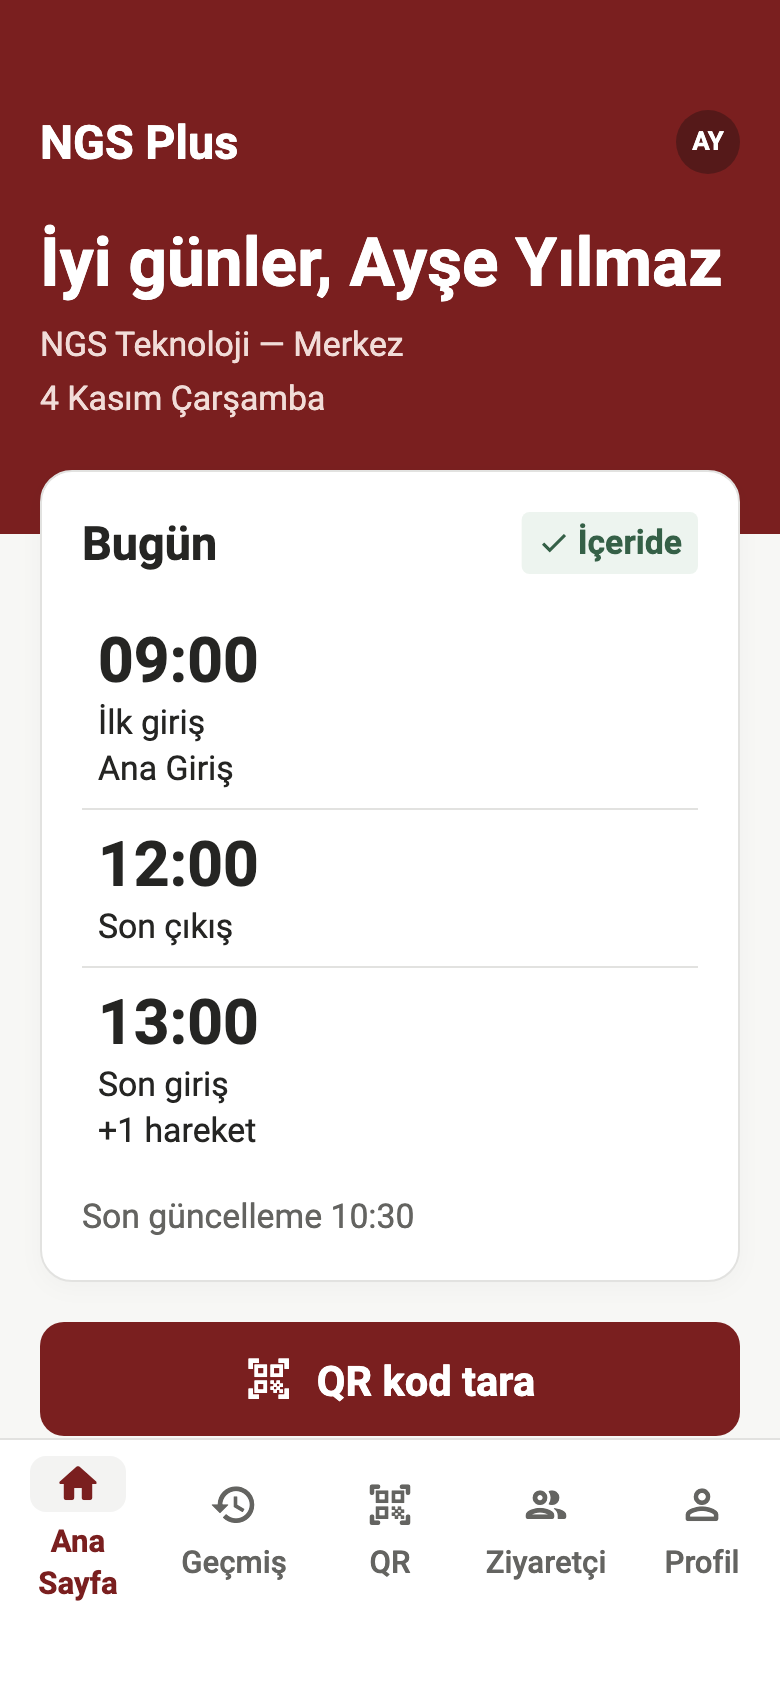 NGS Plus
AY
İyi günler, Ayşe Yılmaz
NGS Teknoloji — Merkez
4 Kasım Çarşamba
Bugün
İçeride
09:00
İlk giriş
Ana Giriş
12:00
Son çıkış
13:00
Son giriş
+1 hareket
Son güncelleme 10:30
QR kod tara
Ana
Sayfa
Geçmiş
QR
Ziyaretçi
Profil